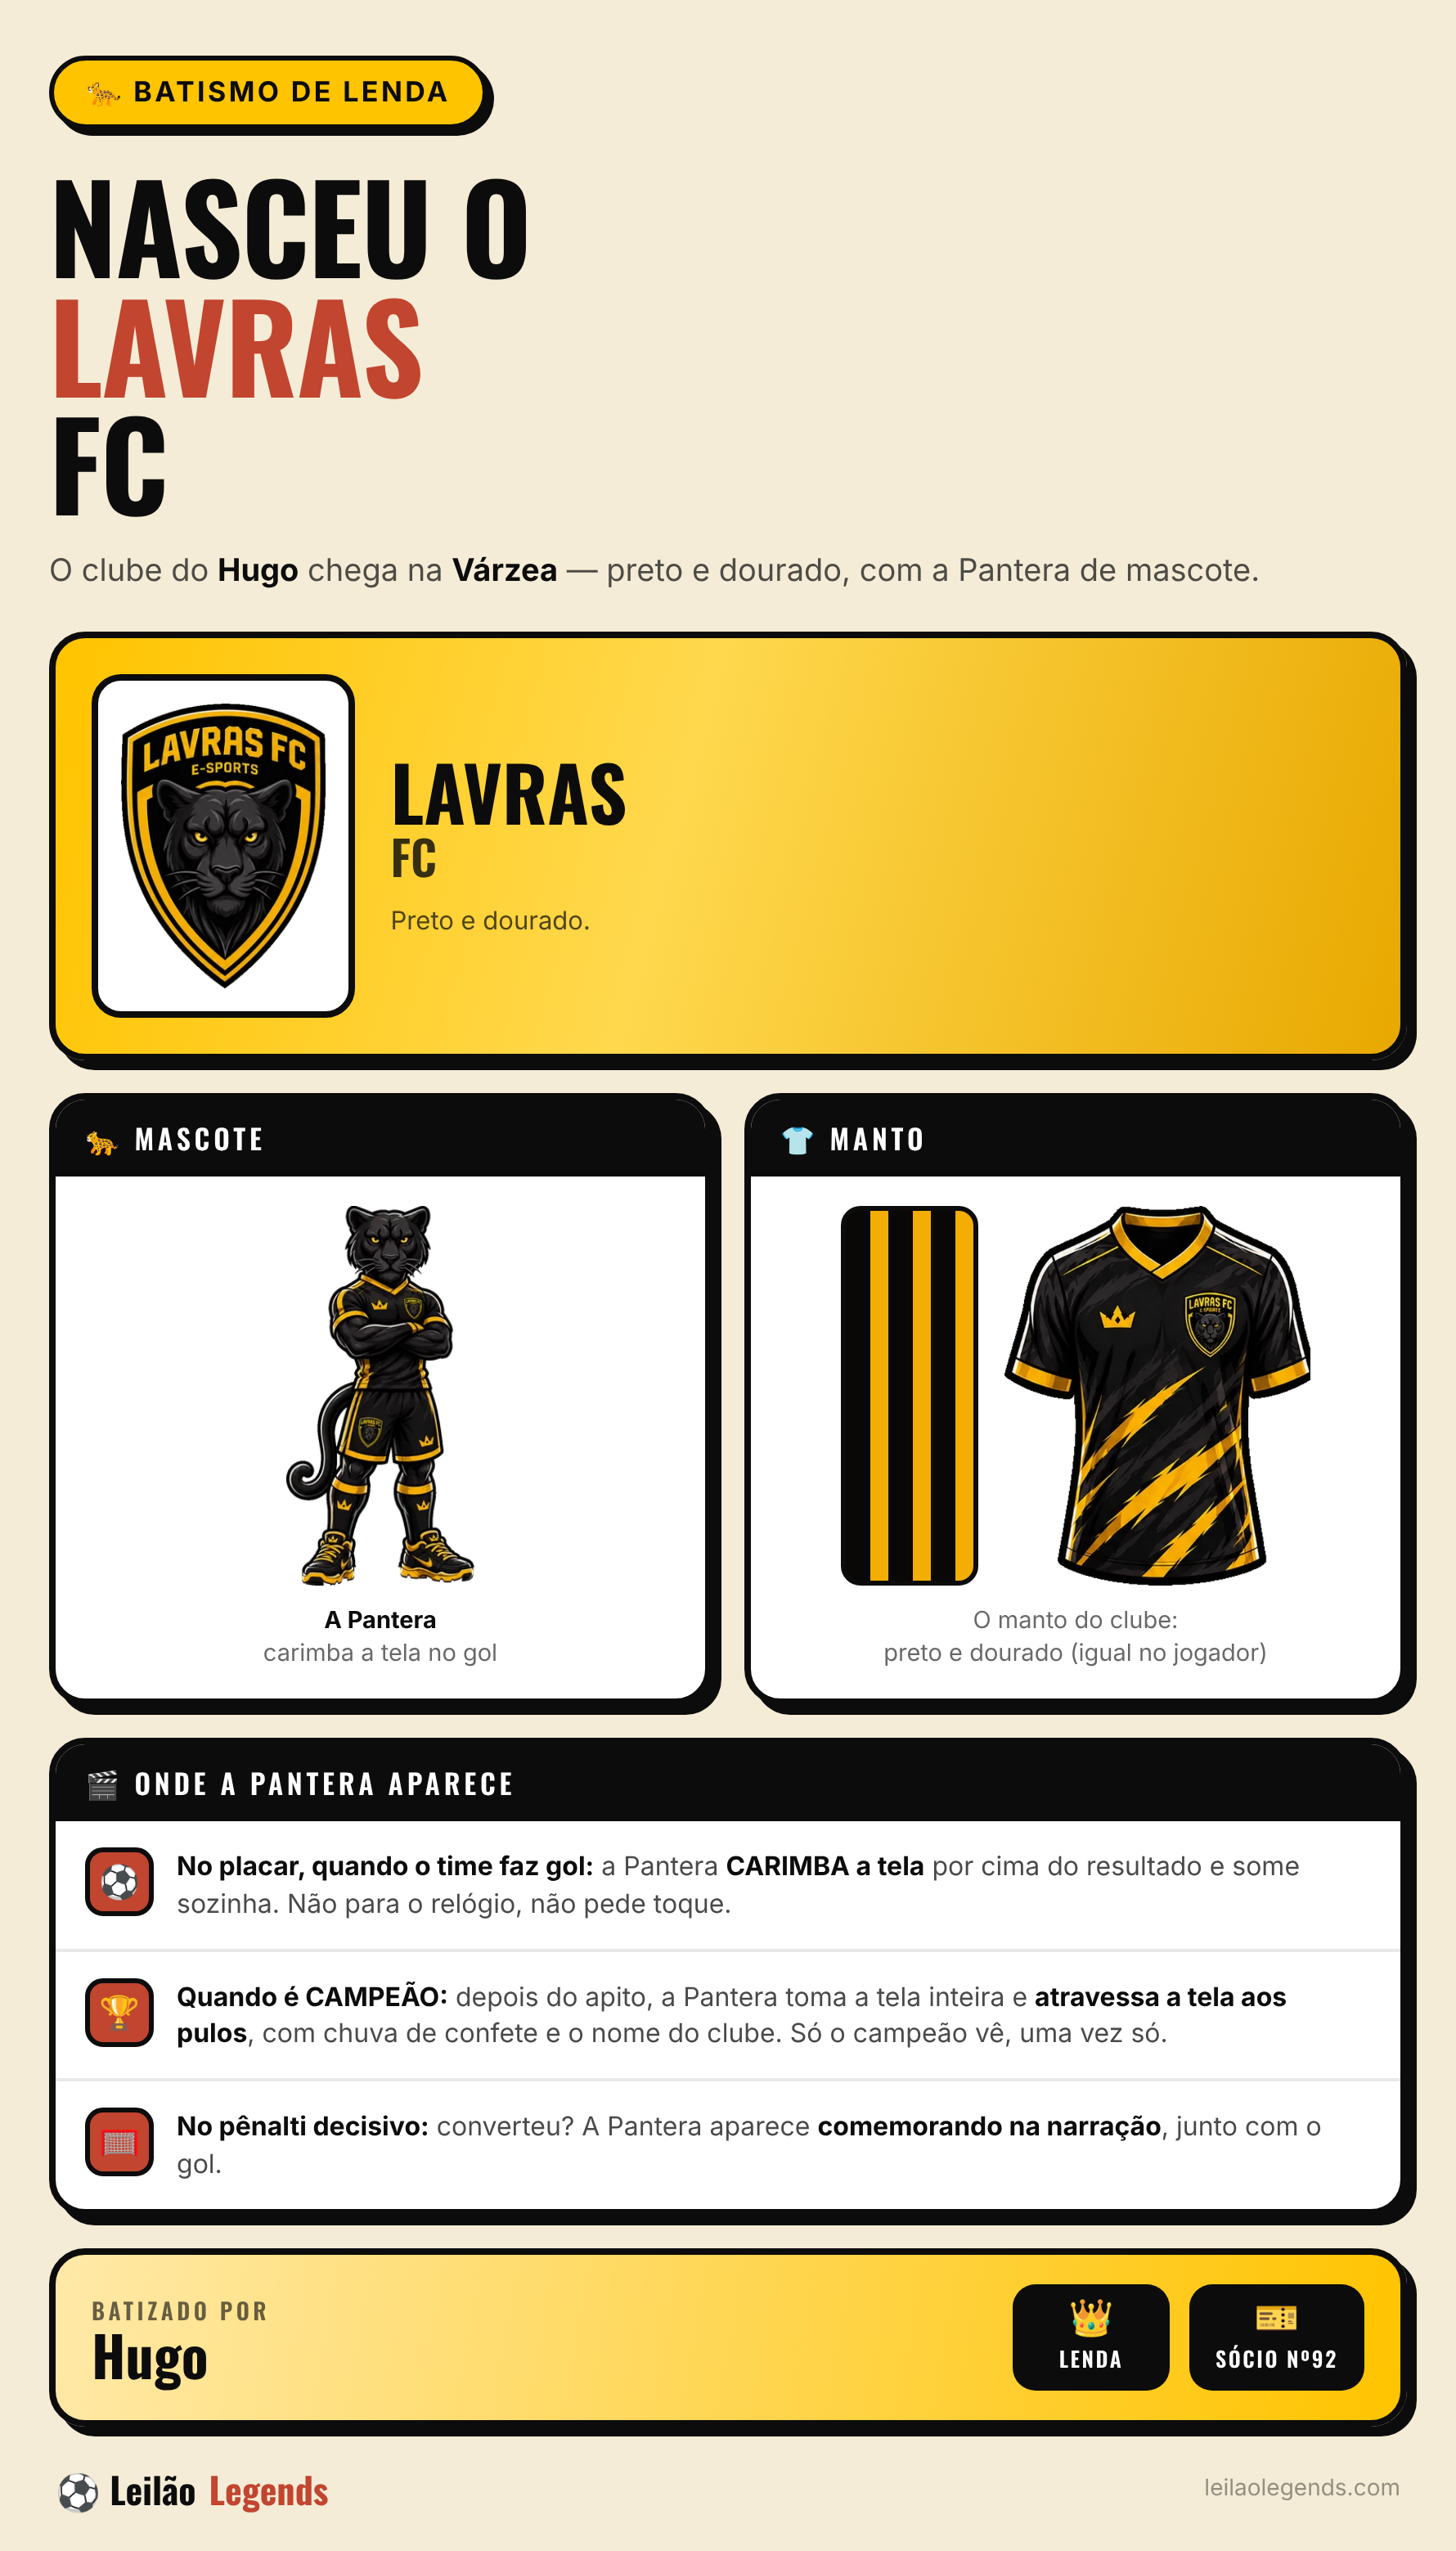 BATISMO DE LENDA
NASCEU O
LAVRAS
FC
O clube do Hugo chega na Várzea — preto e dourado, com a Pantera de mascote.
LAVRAS FC
E-SPORTS
LAVRAS
FC
Preto e dourado.
MASCOTE
LAVRAS FC
A Pantera
carimba a tela no gol
MANTO
LAVRAS FC
E-SPORTS
O manto do clube:
preto e dourado (igual no jogador)
ONDE A PANTERA APARECE
No placar, quando o time faz gol: a Pantera CARIMBA a tela por cima do resultado e some
sozinha. Não para o relógio, não pede toque.
Quando é CAMPEÃO: depois do apito, a Pantera toma a tela inteira e atravessa a tela aos
pulos, com chuva de confete e o nome do clube. Só o campeão vê, uma vez só.
No pênalti decisivo: converteu? A Pantera aparece comemorando na narração, junto com o
gol.
BATIZADO POR
Hugo
LENDA
SÓCIO Nº92
Leilão Legends
leilaolegends.com